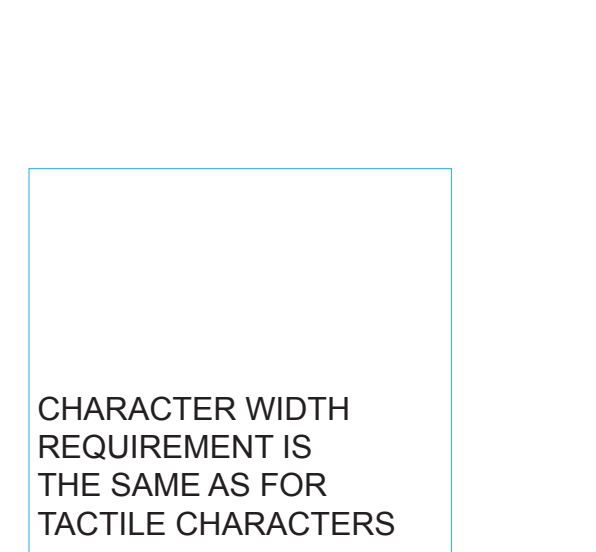 CHARACTER WIDTH
REQUIREMENT IS
THE SAME AS FOR
TACTILE CHARACTERS